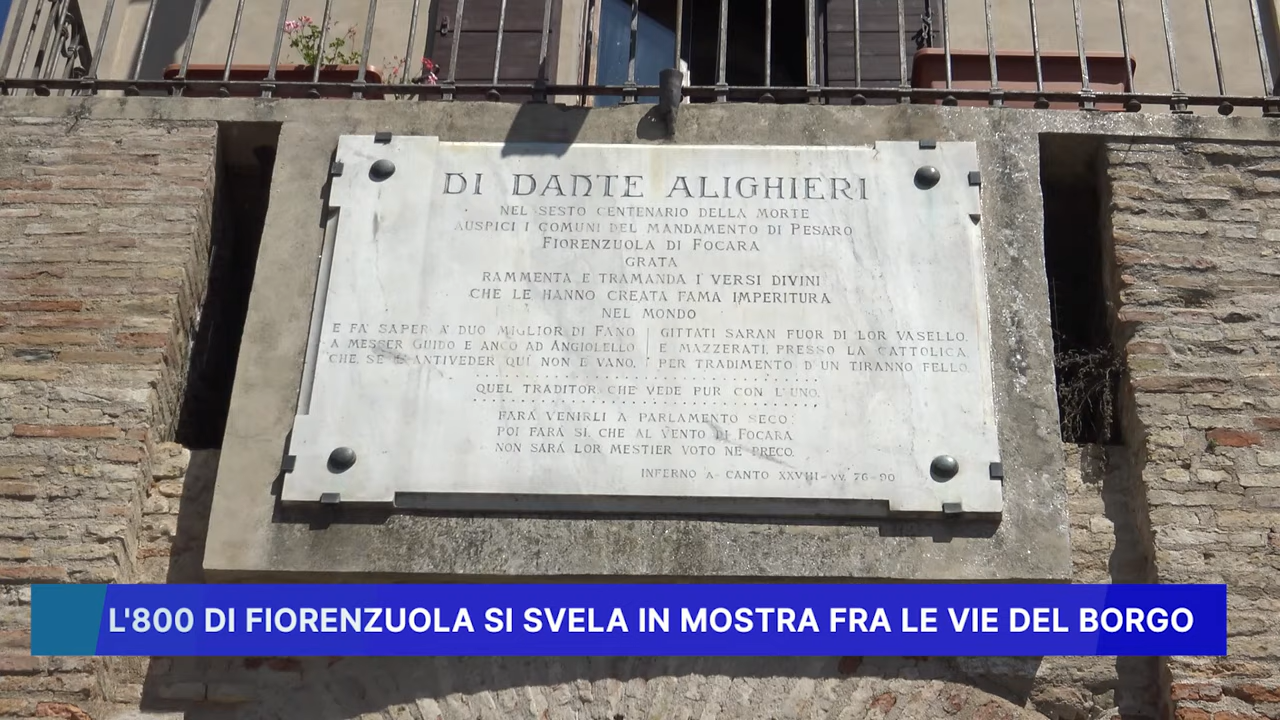 DI DANTE ALIGHIERI
NEL SESTO CENTENARIO DELLA MORTE
AUSPICI I COMUNI DEL MANDAMENTO DI PESARO
FIORENZUOLA DI FOCARA
GRATA
RAMMENTA E TRAMANDA I VERSI DIVINI
CHE LE HANNO CREATA FAMA IMPERITURA
NEL MONDO
E FA' SAPER A' DUO MIGLIOR DI FANO
A MESSER GUIDO E ANCO AD ANGIOLELLO
CHE, SE L'ANTIVEDER QUÍ NON È VANO,
GITTATI SARAN FUOR DI LOR VASELLO,
E MAZZERATI, PRESSO LA CATTOLICA,
PER TRADIMENTO D'UN TIRANNO FELLO.
QUEL TRADITOR CHE VEDE PUR CON L'UNO,
FARÀ VENIRLI A PARLAMENTO SECO:
POI FARÀ SÌ, CHE AL VENTO DI FOCARA
NON SARÀ LOR MESTIER VOTO NÈ PRECO.
INFERNO A- CANTO XXVIII-VV. 76-90
L'800 DI FIORENZUOLA SI SVELA IN MOSTRA FRA LE VIE DEL BORGO